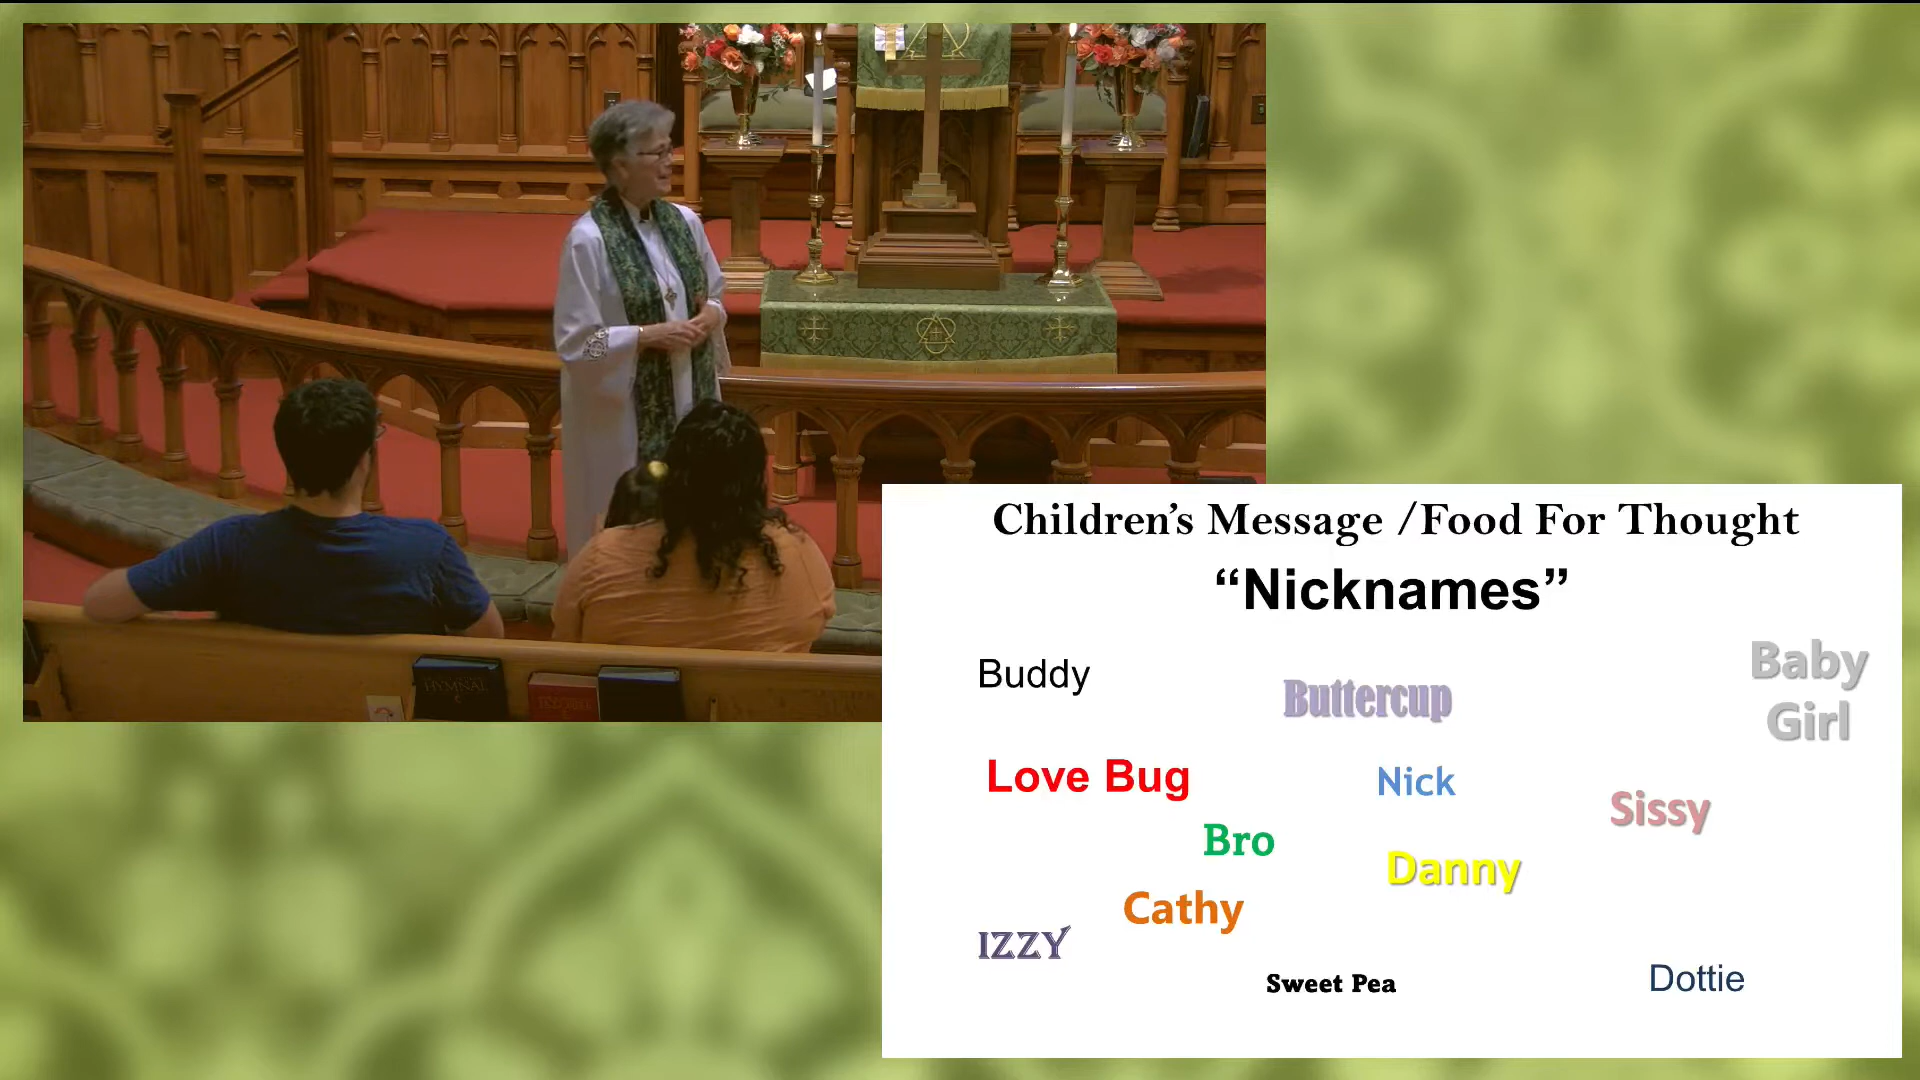 Children’s Message /Food For Thought
“Nicknames”
Buddy
Buttercup
Baby
Girl
Love Bug
Nick
Sissy
Bro
Danny
Cathy
IZZY
Sweet Pea
Dottie
HYMNAL